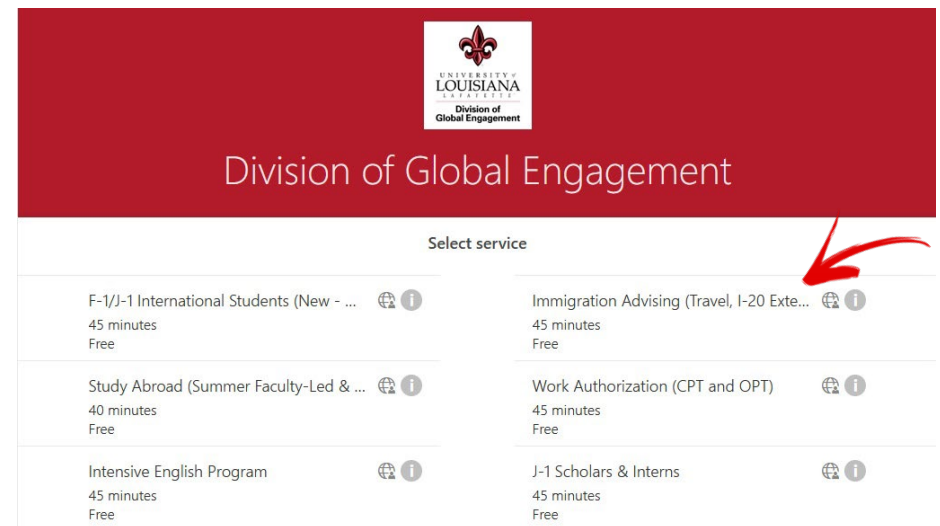 UNIVERSITY of
LOUISIANA
LAFAYETTE
Division of
Global Engagement
Division of Global Engagement
Select service
F-1/J-1 International Students (New - ...
45 minutes
Free
Immigration Advising (Travel, I-20 Exte...
45 minutes
Free
Study Abroad (Summer Faculty-Led & ...
40 minutes
Free
Work Authorization (CPT and OPT)
45 minutes
Free
Intensive English Program
45 minutes
Free
J-1 Scholars & Interns
45 minutes
Free